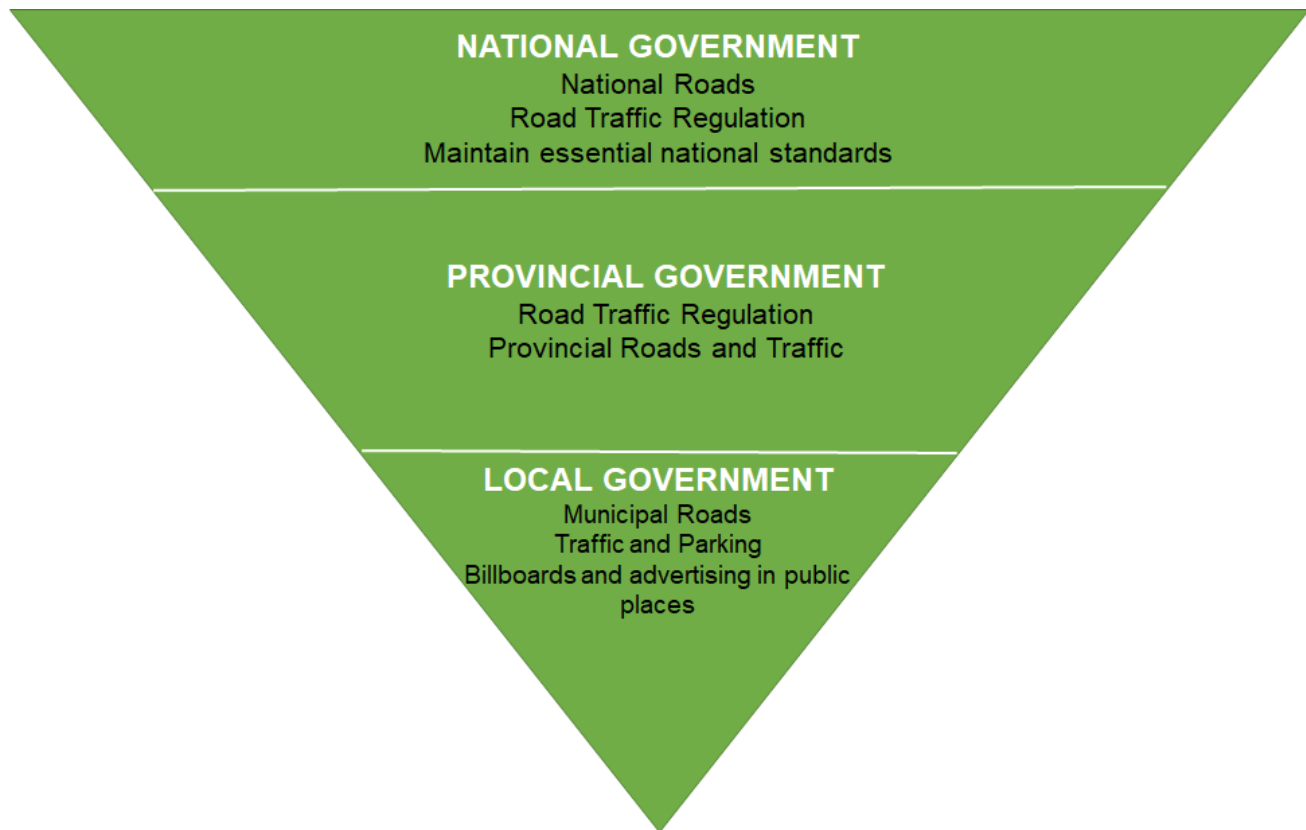 NATIONAL GOVERNMENT
National Roads
Road Traffic Regulation
Maintain essential national standards
PROVINCIAL GOVERNMENT
Road Traffic Regulation
Provincial Roads and Traffic
LOCAL GOVERNMENT
Municipal Roads
Traffic and Parking
Billboards and advertising in public
places